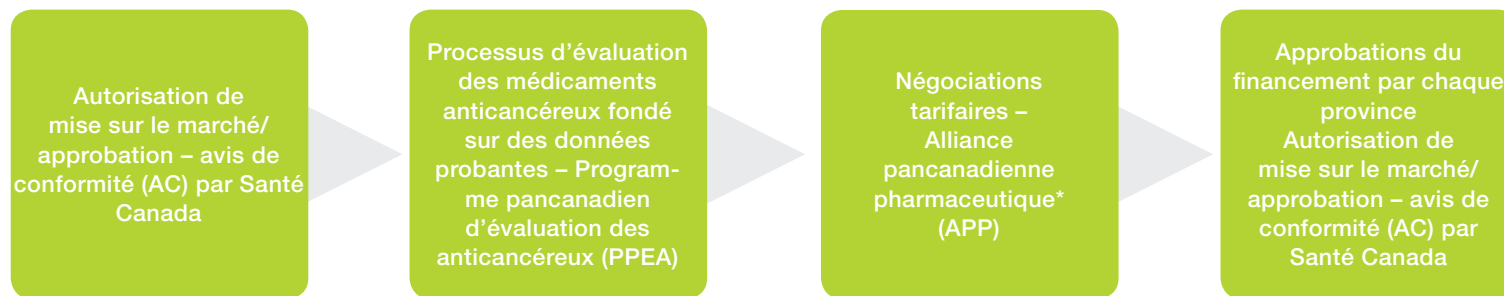 Autorisation de
mise sur le marché/
approbation – avis de
conformité (AC) par Santé
Canada
Processus d’évaluation
des médicaments
anticancéreux fondé
sur des données
probantes – Program-
me pancanadien
d’évaluation des
anticancéreux (PPEA)
Négociations
tarifaires –
Alliance
pancanadienne
pharmaceutique*
(APP)
Approbations du
financement par chaque
province
Autorisation de
mise sur le marché/
approbation – avis de
conformité (AC) par
Santé Canada